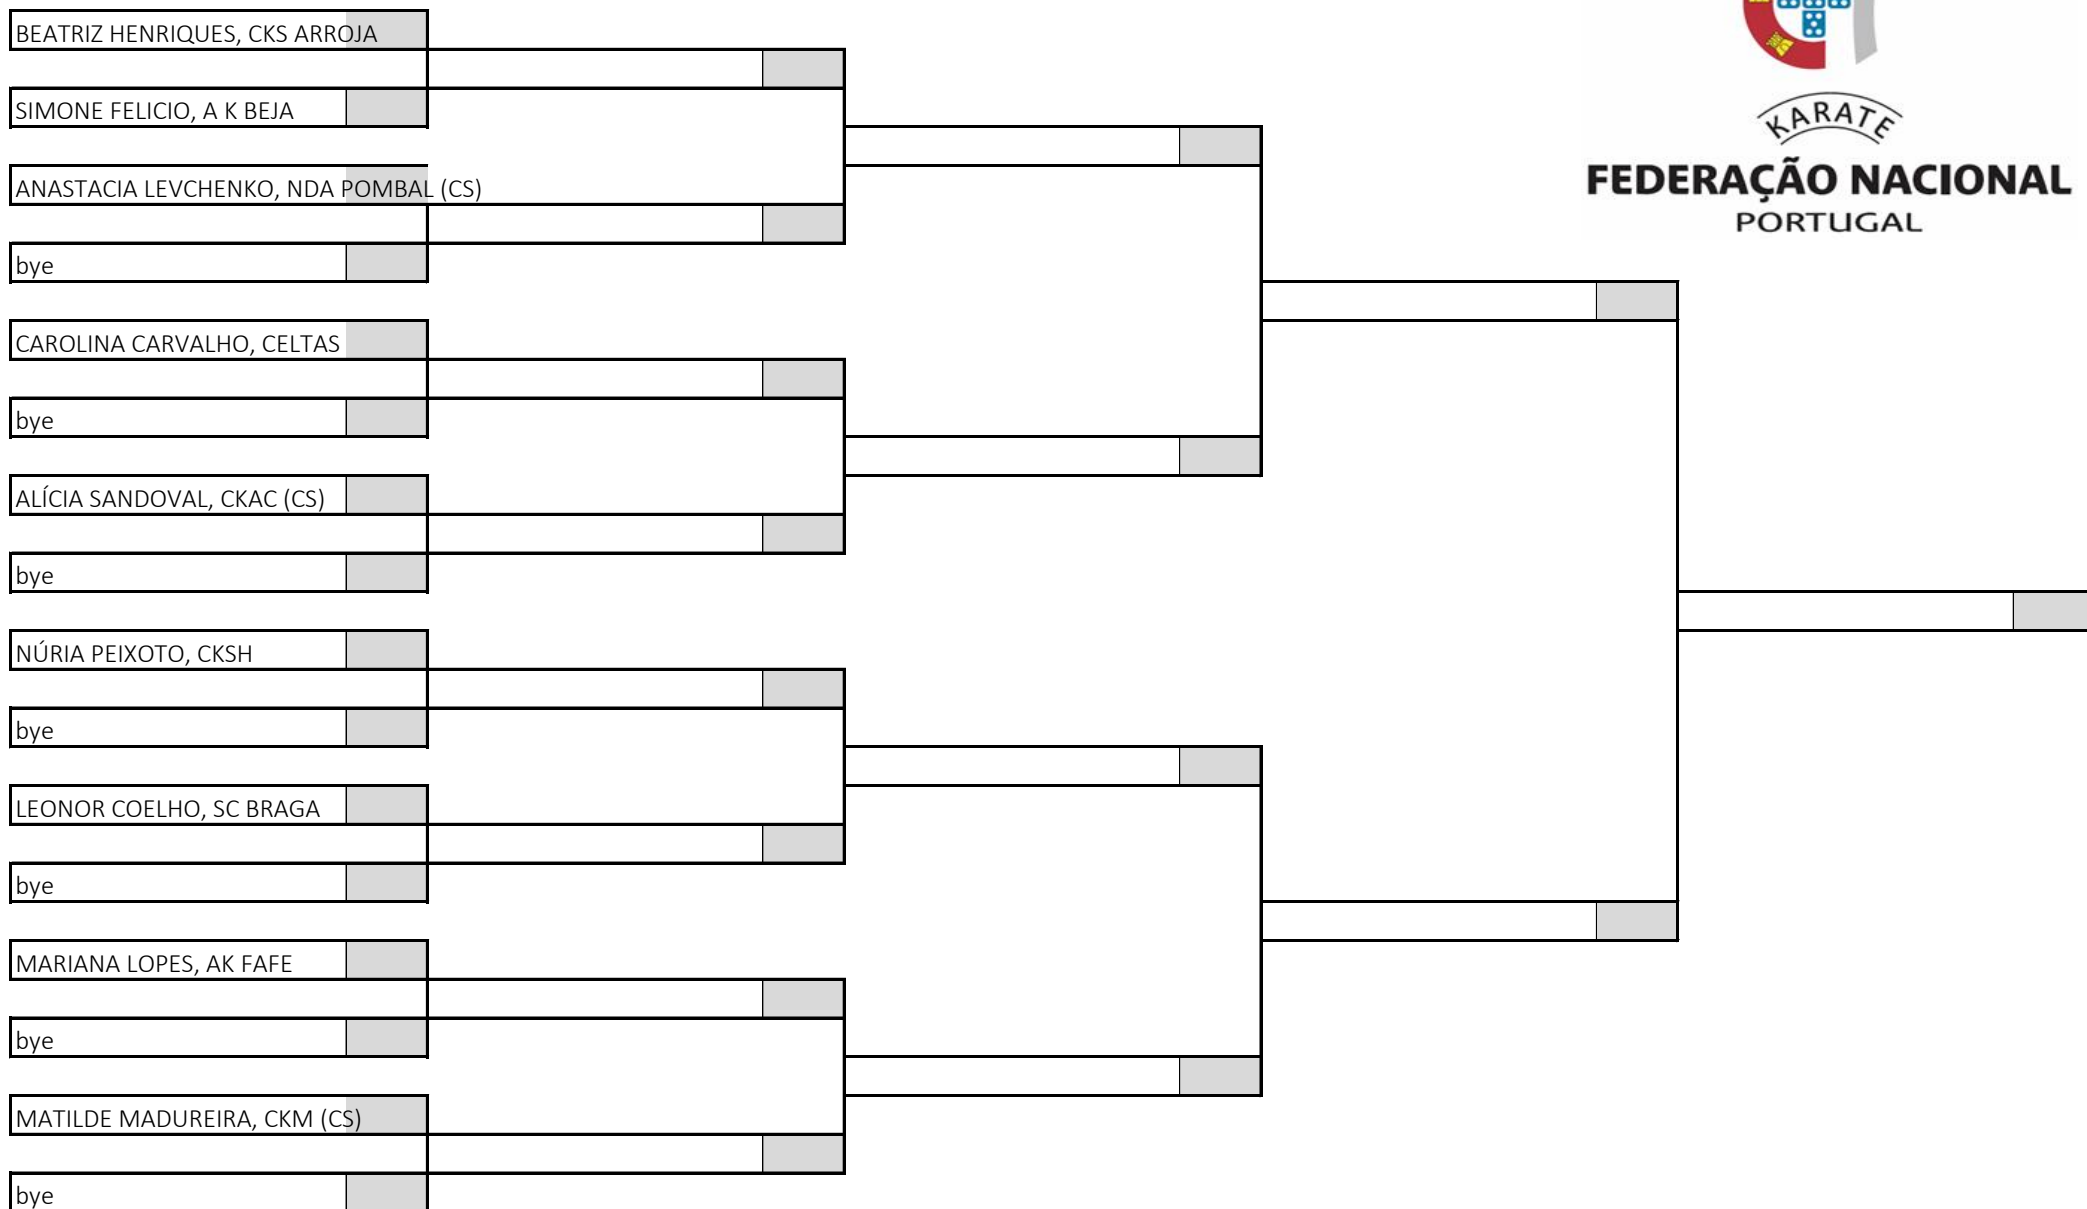 BEATRIZ HENRIQUES, CKS ARROJA
SIMONE FELICIO, A K BEJA
ANASTACIA LEVCHENKO, NDA POMBAL (CS)
bye
CAROLINA CARVALHO, CELTAS
bye
ALÍCIA SANDOVAL, CKAC (CS)
bye
NÚRIA PEIXOTO, CKSH
bye
LEONOR COELHO, SC BRAGA
bye
MARIANA LOPES, AK FAFE
bye
MATILDE MADUREIRA, CKM (CS)
bye
KARATE
FEDERAÇÃO NACIONAL
PORTUGAL